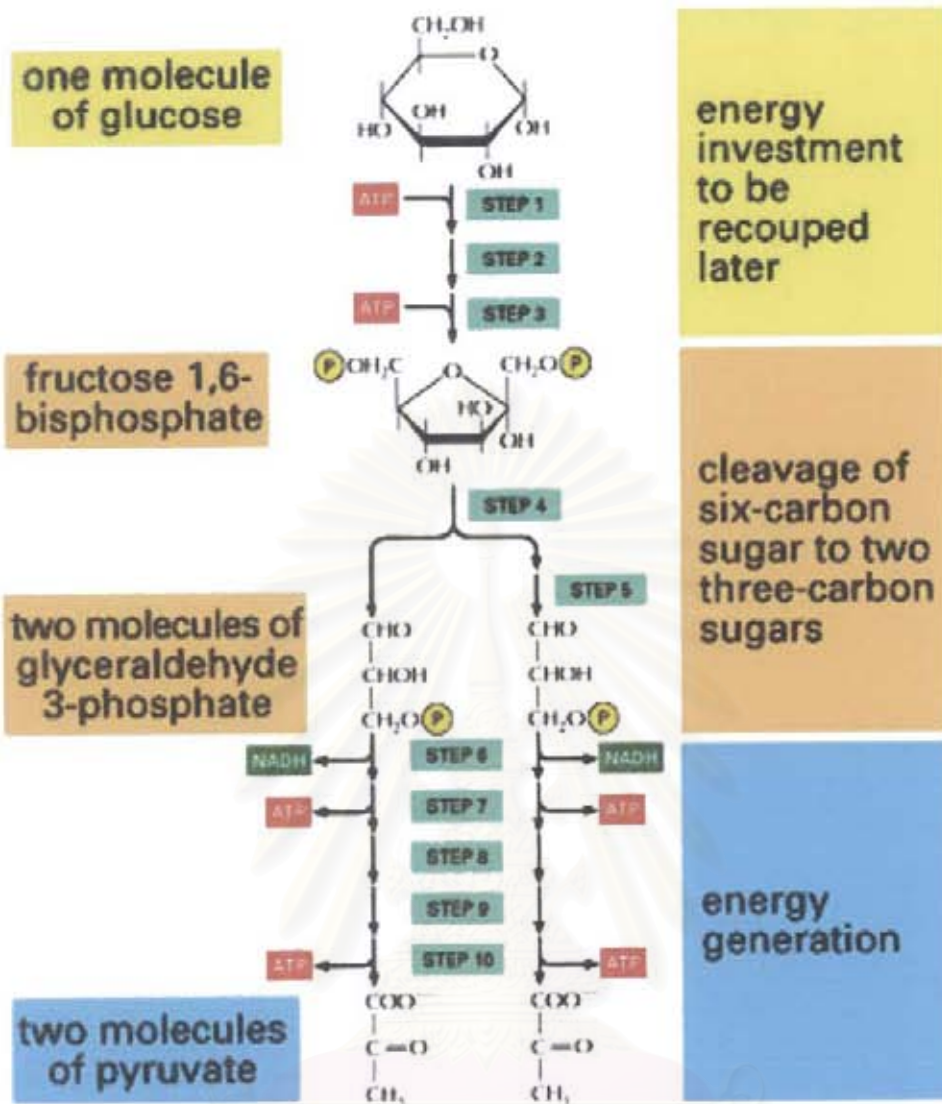 CH₂OH
O
one molecule
of glucose
OH
HO
OH
OH
energy
investment
to be
recouped
later
ATP
STEP 1
STEP 2
ATP
STEP 3
fructose 1,6-
bisphosphate
P OH₂C
O
CH₂O P
HO
OH
OH
STEP 4
cleavage of
six-carbon
sugar to two
three-carbon
sugars
STEP 5
two molecules of
glyceraldehyde
3-phosphate
CHO CHO
CHOH CHOH
CH₂O P CH₂O P
NADH STEP 6 NADH
ATP STEP 7 ATP
STEP 8
STEP 9
ATP STEP 10 ATP
energy
generation
two molecules
of pyruvate
COO COO
C=O C=O
CH₃ CH₃